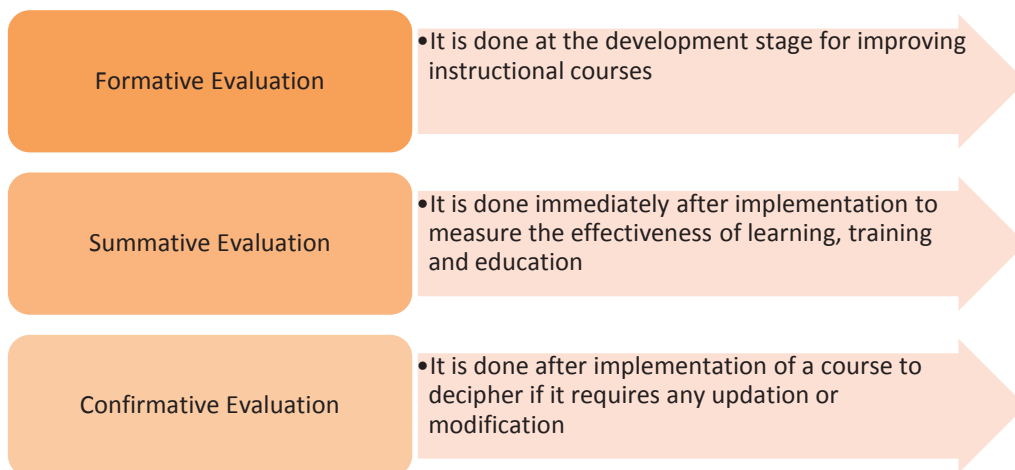 Formative Evaluation
•It is done at the development stage for improving
instructional courses
Summative Evaluation
•It is done immediately after implementation to
measure the effectiveness of learning, training
and education
Confirmative Evaluation
•It is done after implementation of a course to
decipher if it requires any updation or
modification